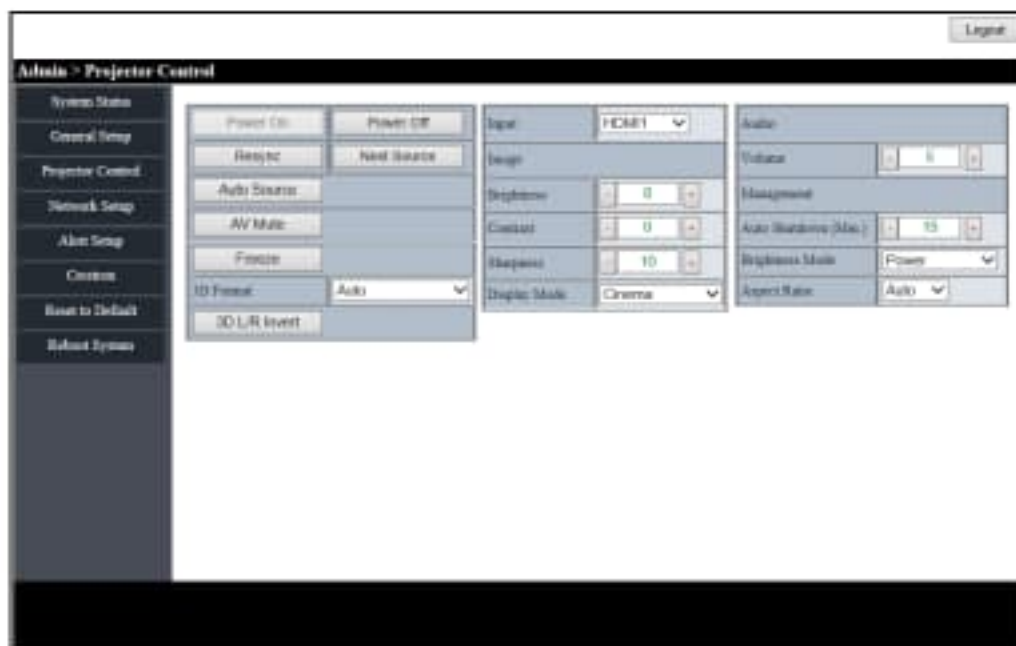 Logout
Admin > Projector Control
System Status
General Setup
Projector Control
Network Setup
Alert Setup
Crestron
Reset to Default
Reboot System
Power On
Power Off
Resync
Next Source
Auto Source
AV Mute
Freeze
3D Format
Auto
3D L/R Invert
Input
HDMI1
Image
Brightness
- 0 +
Contrast
- 0 +
Sharpness
- 10 +
Display Mode
Cinema
Audio
Volume
- +
Management
Auto Shutdown (Min.)
- 15 +
Brightness Mode
Power
Aspect Ratio
Auto